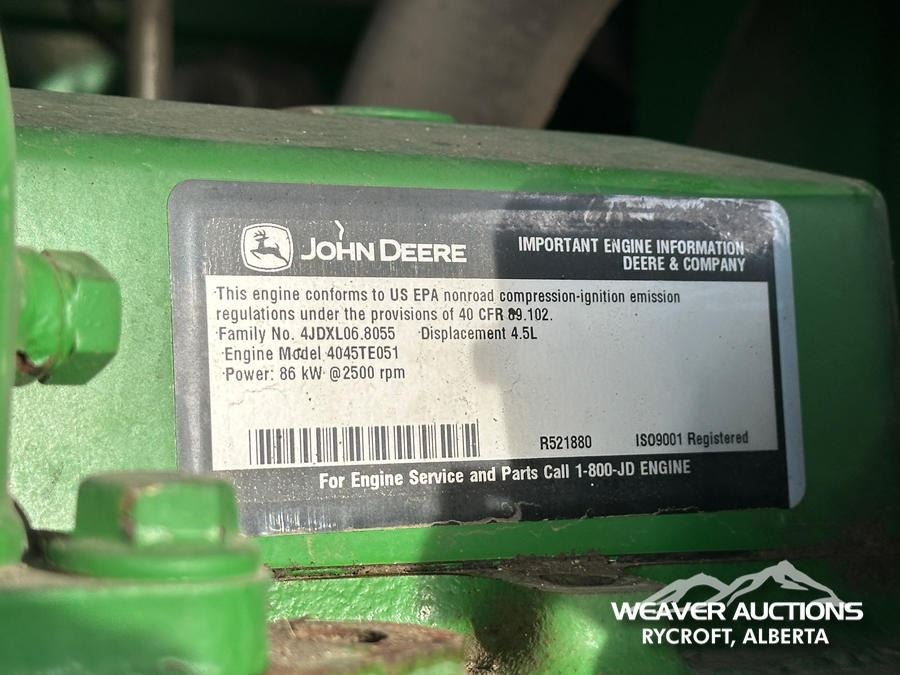 JOHN DEERE
IMPORTANT ENGINE INFORMATION
DEERE & COMPANY
This engine conforms to US EPA nonroad compression-ignition emission
regulations under the provisions of 40 CFR 89.102.
Family No. 4JDXL06.8055 Displacement 4.5L
Engine Model 4045TE051
Power: 86 kW @2500 rpm
R521880 ISO9001 Registered
For Engine Service and Parts Call 1-800-JD ENGINE
WEAVER AUCTIONS
RYCROFT, ALBERTA